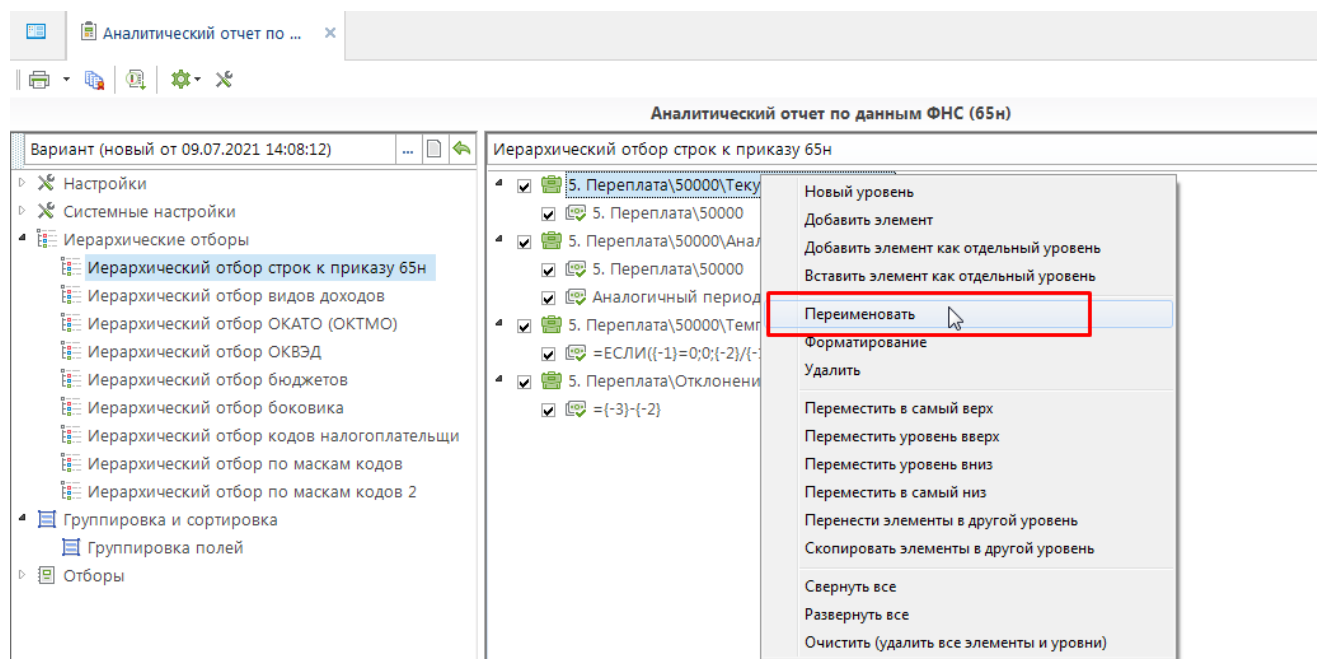 Аналитический отчет по ...
Аналитический отчет по данным ФНС (65н)
Вариант (новый от 09.07.2021 14:08:12)
...
Настройки
Системные настройки
Иерархические отборы
Иерархический отбор строк к приказу 65н
Иерархический отбор видов доходов
Иерархический отбор ОКАТО (ОКТМО)
Иерархический отбор ОКВЭД
Иерархический отбор бюджетов
Иерархический отбор боковика
Иерархический отбор кодов налогоплательщи
Иерархический отбор по маскам кодов
Иерархический отбор по маскам кодов 2
Группировка и сортировка
Группировка полей
Отборы
Иерархический отбор строк к приказу 65н
5. Переплата\50000\Теку
5. Переплата\50000
5. Переплата\50000\Анал
5. Переплата\50000
Аналогичный период
5. Переплата\50000\Темп
=ЕСЛИ({-1}=0;0;{-2}/{-
5. Переплата\Отклонени
={-3}-{-2}
Новый уровень
Добавить элемент
Добавить элемент как отдельный уровень
Вставить элемент как отдельный уровень
Переименовать
Форматирование
Удалить
Переместить в самый верх
Переместить уровень вверх
Переместить уровень вниз
Переместить в самый низ
Перенести элементы в другой уровень
Скопировать элементы в другой уровень
Свернуть все
Развернуть все
Очистить (удалить все элементы и уровни)